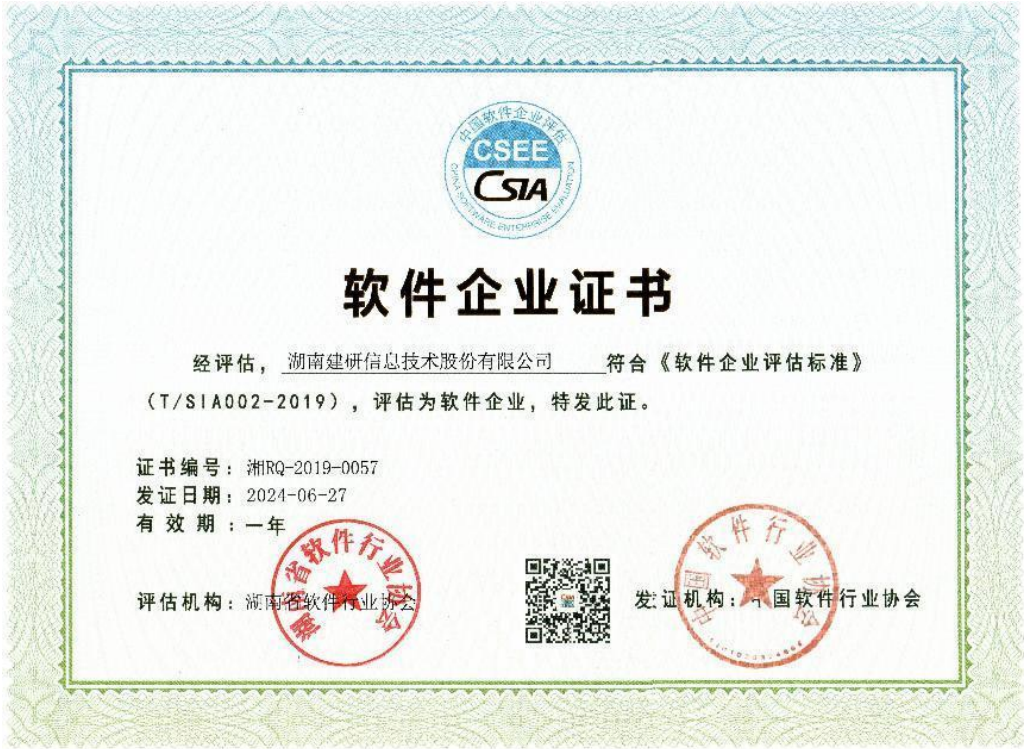 中国软件企业评估
CSEE
CSIA
CHINA SOFTWARE ENTERPRISE EVALUATION
软件企业证书
经评估，湖南建研信息技术股份有限公司 符合《软件企业评估标准》
（T/SIA002-2019），评估为软件企业，特发此证。
证书编号：湘RQ-2019-0057
发证日期：2024-06-27
有效期：一年
湖南省软件行业协会
中国软件行业协会
评估机构：湖南省软件行业协会
发证机构：中国软件行业协会